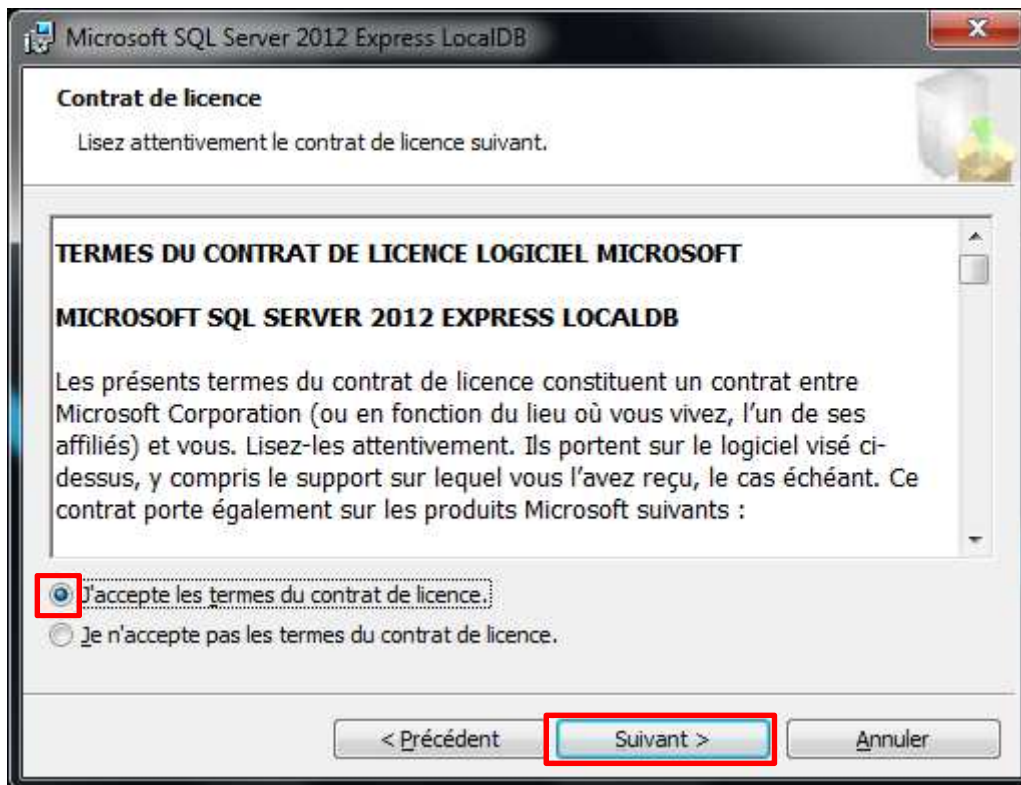 Microsoft SQL Server 2012 Express LocalDB
Contrat de licence
Lisez attentivement le contrat de licence suivant.
TERMES DU CONTRAT DE LICENCE LOGICIEL MICROSOFT
MICROSOFT SQL SERVER 2012 EXPRESS LOCALDB
Les présents termes du contrat de licence constituent un contrat entre
Microsoft Corporation (ou en fonction du lieu où vous vivez, l’un de ses
affiliés) et vous. Lisez-les attentivement. Ils portent sur le logiciel visé ci-
dessus, y compris le support sur lequel vous l’avez reçu, le cas échéant. Ce
contrat porte également sur les produits Microsoft suivants :
J'accepte les termes du contrat de licence.
Je n'accepte pas les termes du contrat de licence.
< Précédent
Suivant >
Annuler